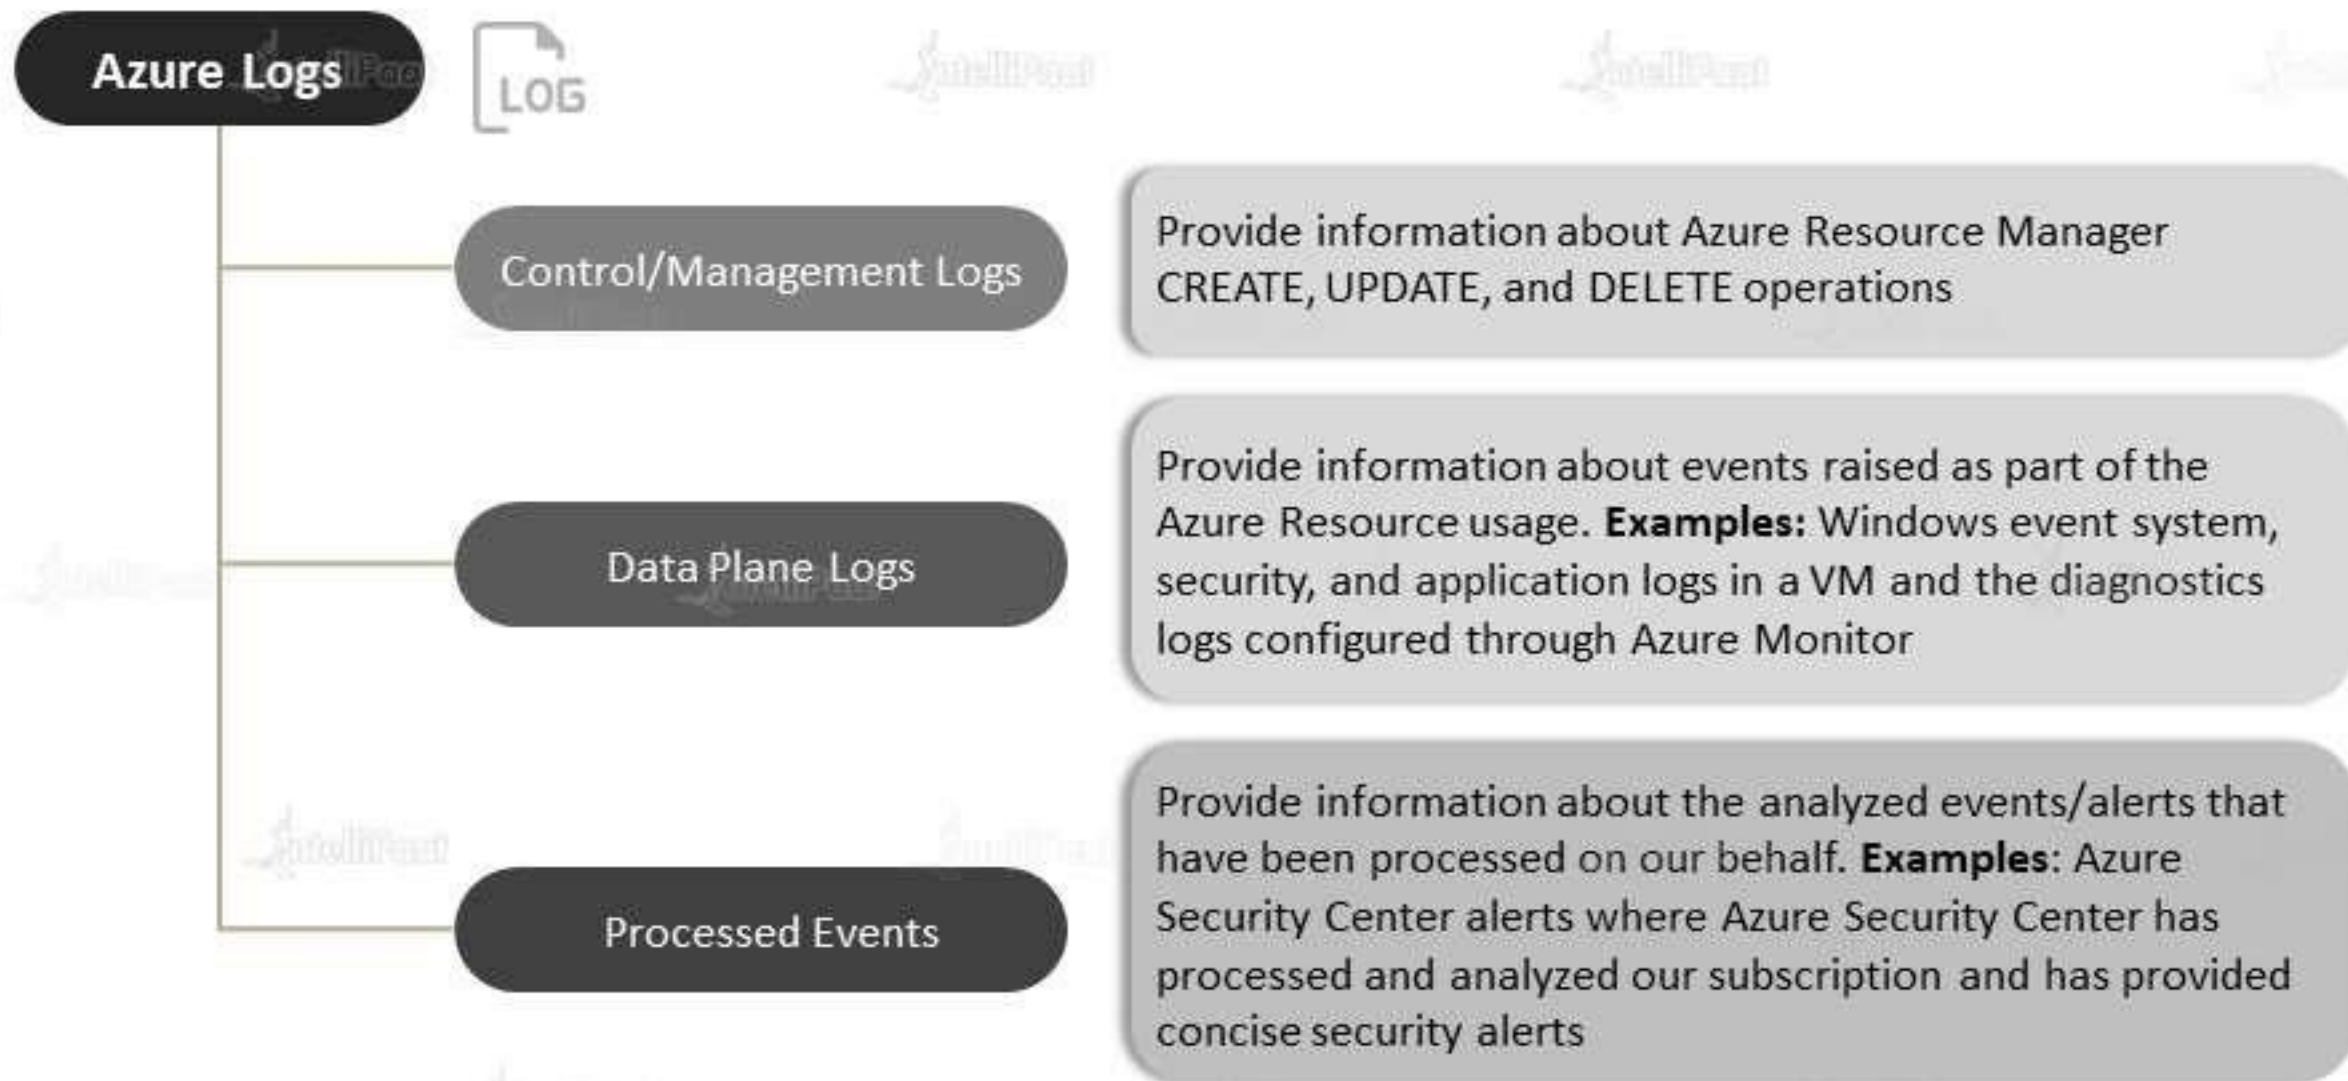 Azure Logs
LOG
IntelliPaat
IntelliPaat
Control/Management Logs
Provide information about Azure Resource Manager
CREATE, UPDATE, and DELETE operations
Data Plane Logs
Provide information about events raised as part of the
Azure Resource usage. Examples: Windows event system,
security, and application logs in a VM and the diagnostics
logs configured through Azure Monitor
IntelliPaat
Processed Events
Provide information about the analyzed events/alerts that
have been processed on our behalf. Examples: Azure
Security Center alerts where Azure Security Center has
processed and analyzed our subscription and has provided
concise security alerts